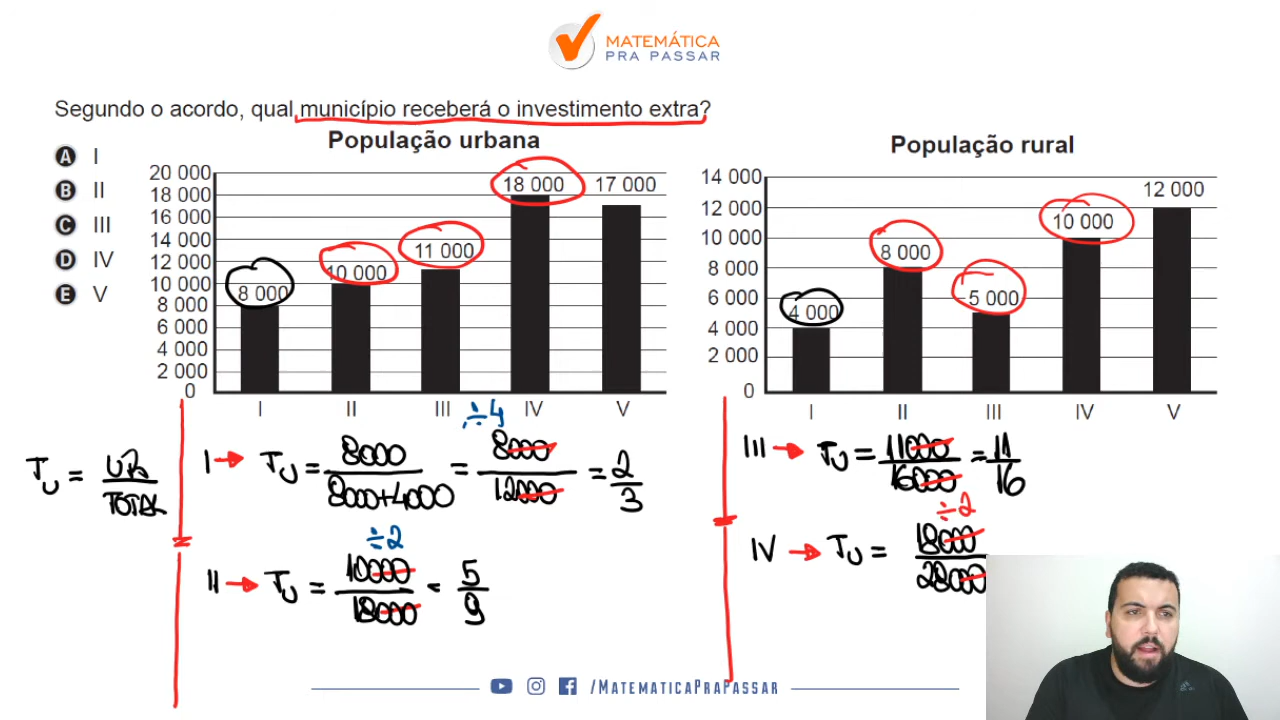 MATEMÁTICA
PRA PASSAR
Segundo o acordo, qual município receberá o investimento extra?
A I
B II
C III
D IV
E V
População urbana
20 000
18 000
16 000
14 000
12 000
10 000
8 000
6 000
4 000
2 000
0
8 000
10 000
11 000
18 000
17 000
I II III IV V
População rural
14 000
12 000
10 000
8 000
6 000
4 000
2 000
0
4 000
8 000
5 000
10 000
12 000
I II III IV V
TU = URB/TOTAL
I → TU = 8000/8000+4000 = 8000/12000 = 2/3
÷4
II → TU = 10000/18000 = 5/9
÷2
III → TU = 11000/16000 = 11/16
IV → TU = 18000/28000
÷2
/MATEMATICAPRAPASSAR